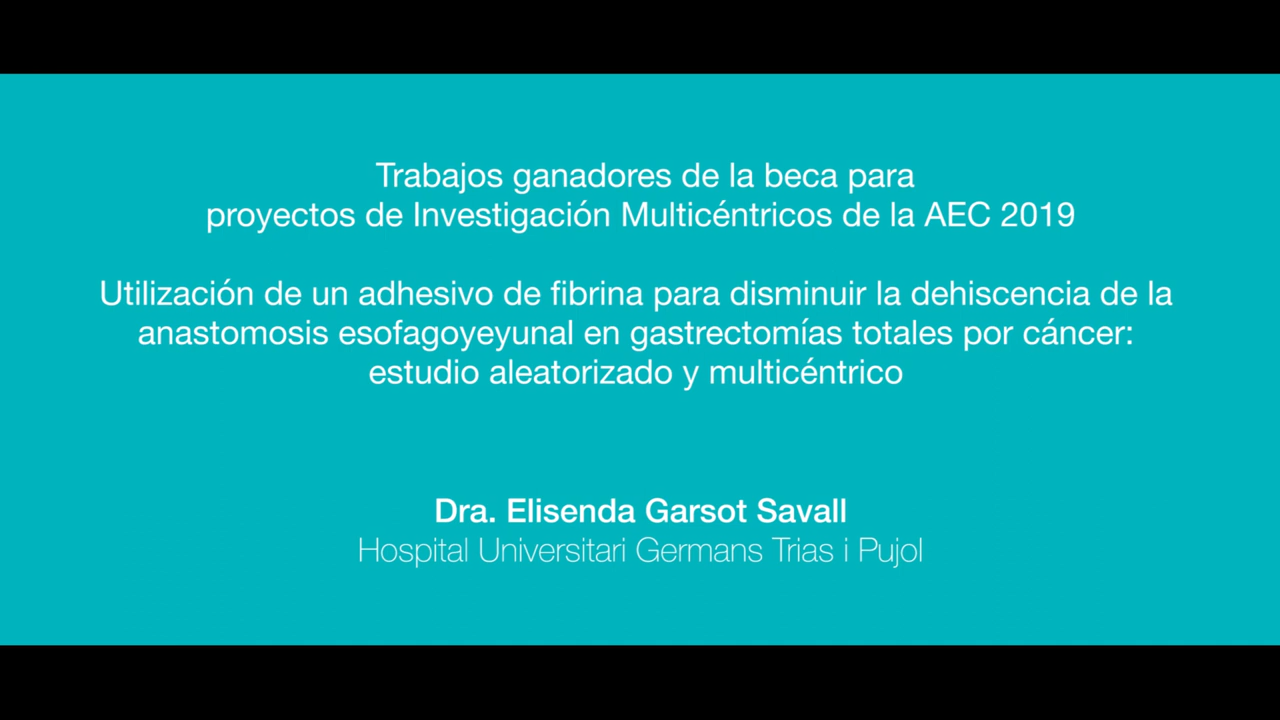 Trabajos ganadores de la beca para
proyectos de Investigación Multicéntricos de la AEC 2019
Utilización de un adhesivo de fibrina para disminuir la dehiscencia de la
anastomosis esofagoyeyunal en gastrectomías totales por cáncer:
estudio aleatorizado y multicéntrico
Dra. Elisenda Garsot Savall
Hospital Universitari Germans Trias i Pujol